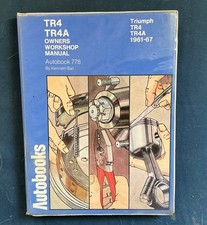 TR4
TR4A
OWNERS
WORKSHOP
MANUAL
Autobook 778
By Kenneth Ball
Triumph
TR4
TR4A
1961-67
Autobooks